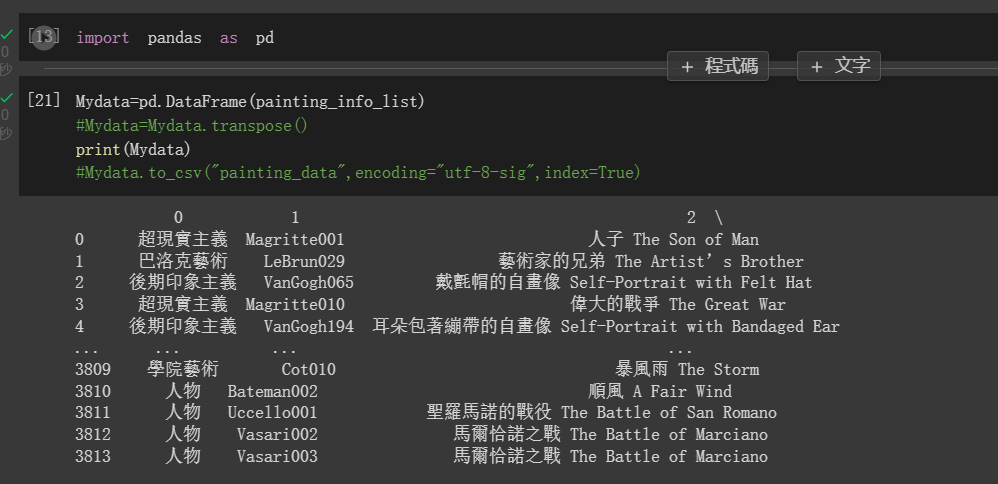 [13] import pandas as pd
0
秒
+ 程式碼 + 文字
[21] Mydata=pd.DataFrame(painting_info_list)
0
秒
#Mydata=Mydata.transpose()
print(Mydata)
#Mydata.to_csv("painting_data",encoding="utf-8-sig",index=True)
0 1 2 \
0 超現實主義 Magritte001 人子 The Son of Man
1 巴洛克藝術 LeBrun029 藝術家的兄弟 The Artist’s Brother
2 後期印象主義 VanGogh065 戴氈帽的自畫像 Self-Portrait with Felt Hat
3 超現實主義 Magritte010 偉大的戰爭 The Great War
4 後期印象主義 VanGogh194 耳朵包著繃帶的自畫像 Self-Portrait with Bandaged Ear
... ... ... ...
3809 學院藝術 Cot010 暴風雨 The Storm
3810 人物 Bateman002 順風 A Fair Wind
3811 人物 Uccello001 聖羅馬諾的戰役 The Battle of San Romano
3812 人物 Vasari002 馬爾恰諾之戰 The Battle of Marciano
3813 人物 Vasari003 馬爾恰諾之戰 The Battle of Marciano